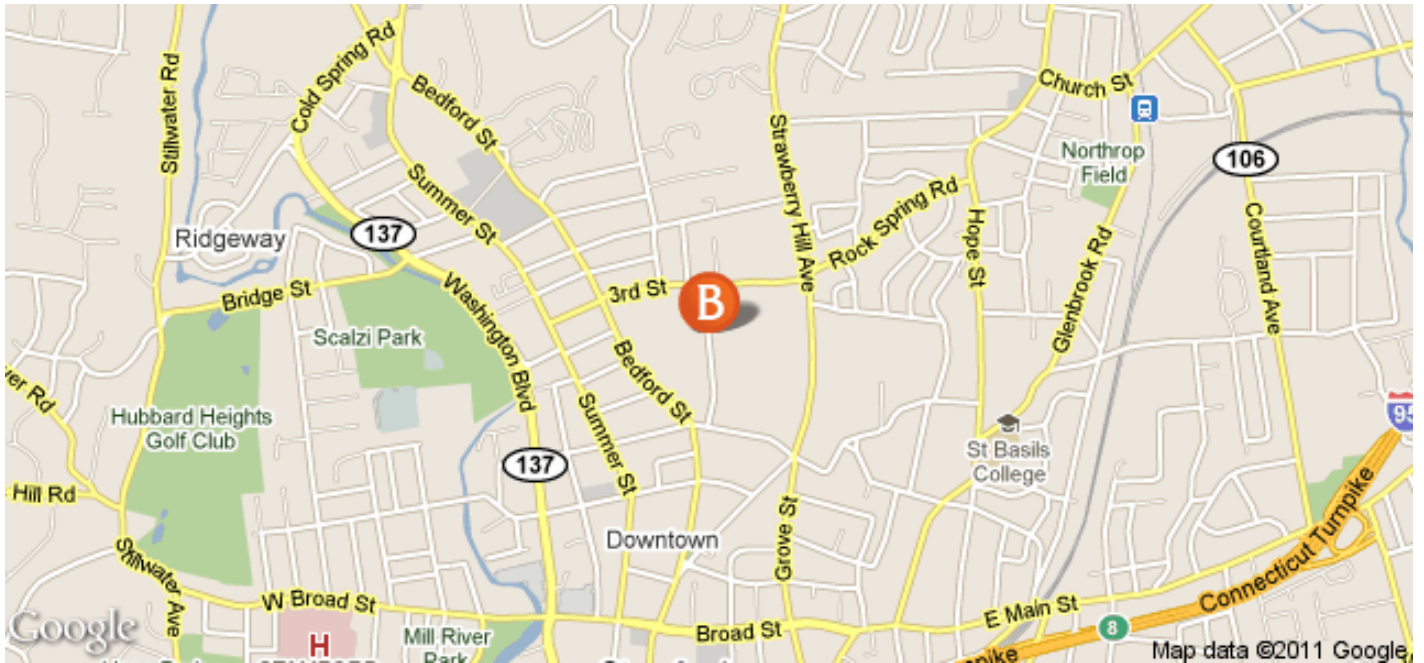 Cold Spring Rd
Stillwater Rd
Bedford St
Church St
Strawberry Hill Ave
Northrop
Field
106
Summer St
Ridgeway
137
Rock Spring Rd
Hope St
Courtland Ave
Glenbrook Rd
Bridge St
Washington Blvd
3rd St
B
Scalzi Park
Bedford St
Hubbard Heights
Golf Club
Summer St
95
St Basils
College
137
Hill Rd
Downtown
Grove St
Connecticut Turnpike
Stillwater Ave
W Broad St
E Main St
Google
H
Mill River
Park
Broad St
8
Map data ©2011 Google